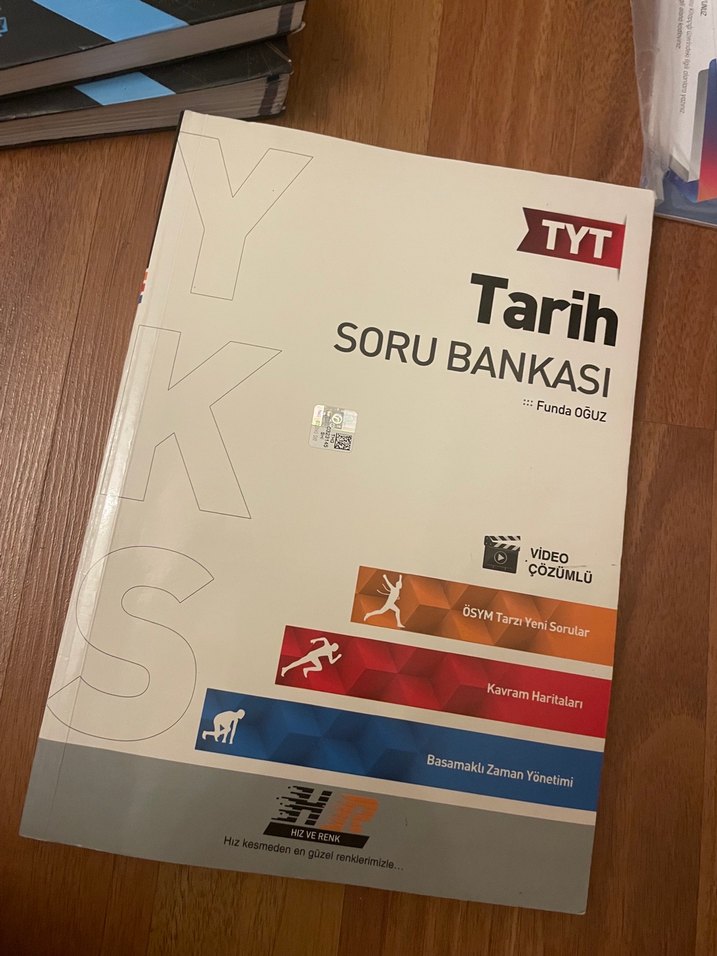 YKS
TYT
Tarih
SORU BANKASI
::: Funda OĞUZ
VİDEO
ÇÖZÜMLÜ
ÖSYM Tarzı Yeni Sorular
Kavram Haritaları
Basamaklı Zaman Yönetimi
HR
HIZ VE RENK
Hız kesmeden en güzel renklerimizle...